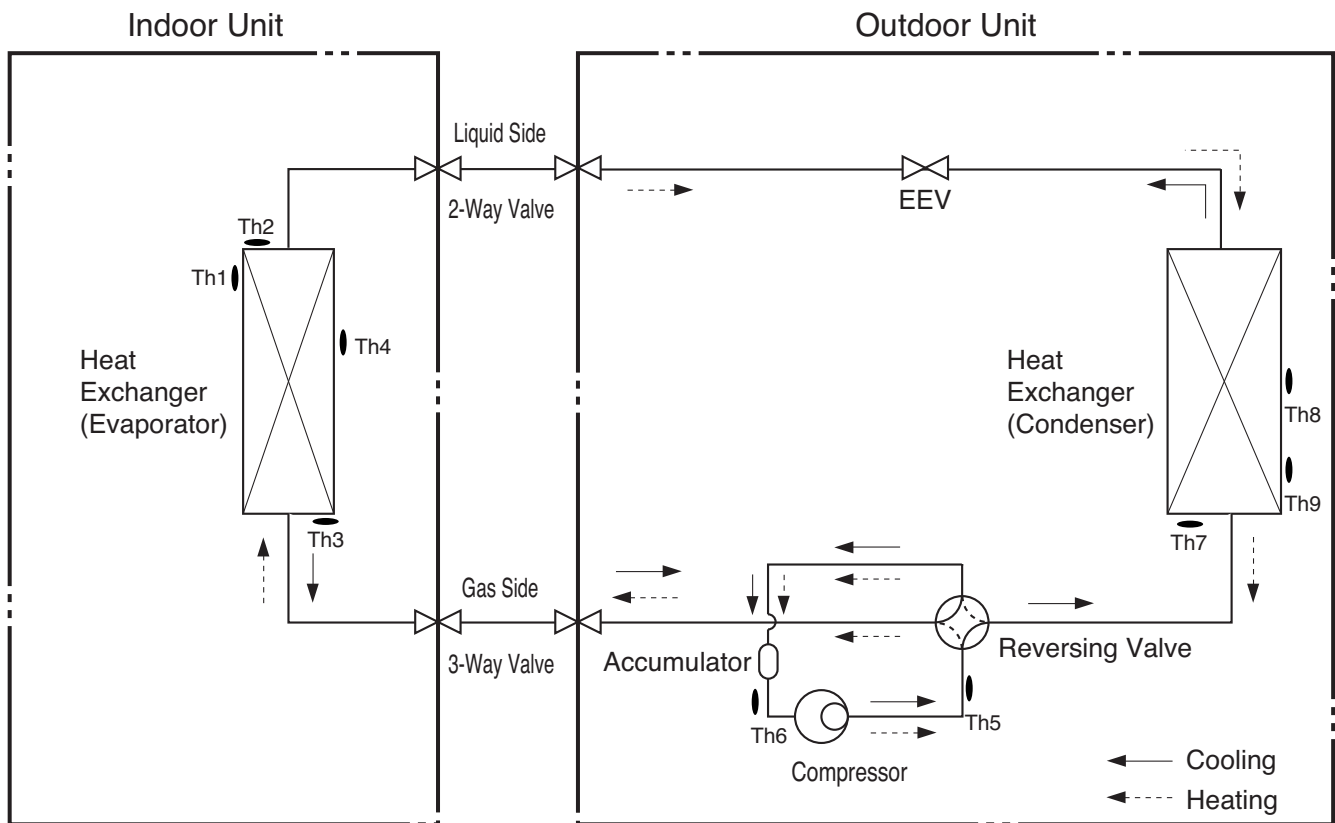 Indoor Unit
Outdoor Unit
Liquid Side
2-Way Valve
EEV
Th2
Th1
Th4
Heat
Exchanger
(Evaporator)
Heat
Exchanger
(Condenser)
Th8
Th9
Th3
Th7
Gas Side
3-Way Valve
Accumulator
Reversing Valve
Th6
Th5
Compressor
Cooling
Heating